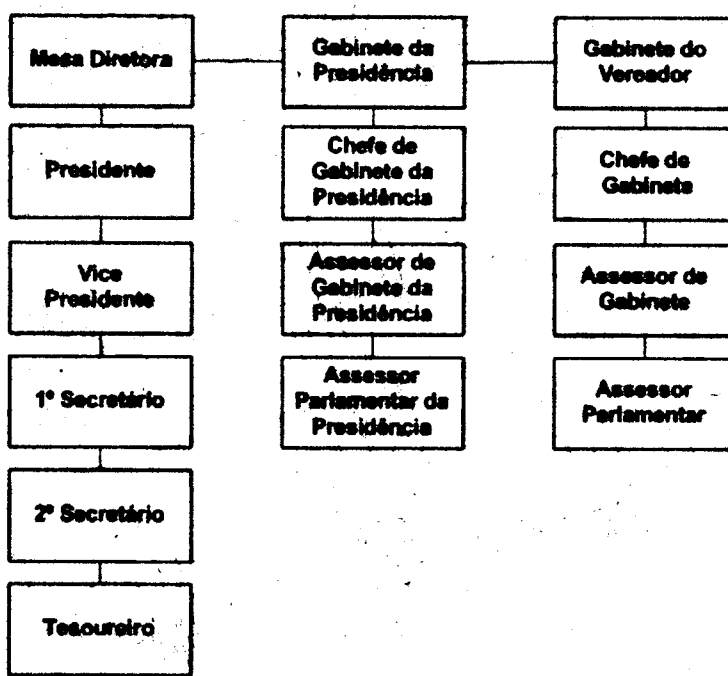 Mesa Diretora
Presidente
Vice
Presidente
1º Secretário
2º Secretário
Tesoureiro
Gabinete da
Presidência
Chefe de
Gabinete da
Presidência
Assessor de
Gabinete da
Presidência
Assessor
Parlamentar da
Presidência
Gabinete do
Vereador
Chefe de
Gabinete
Assessor de
Gabinete
Assessor
Parlamentar